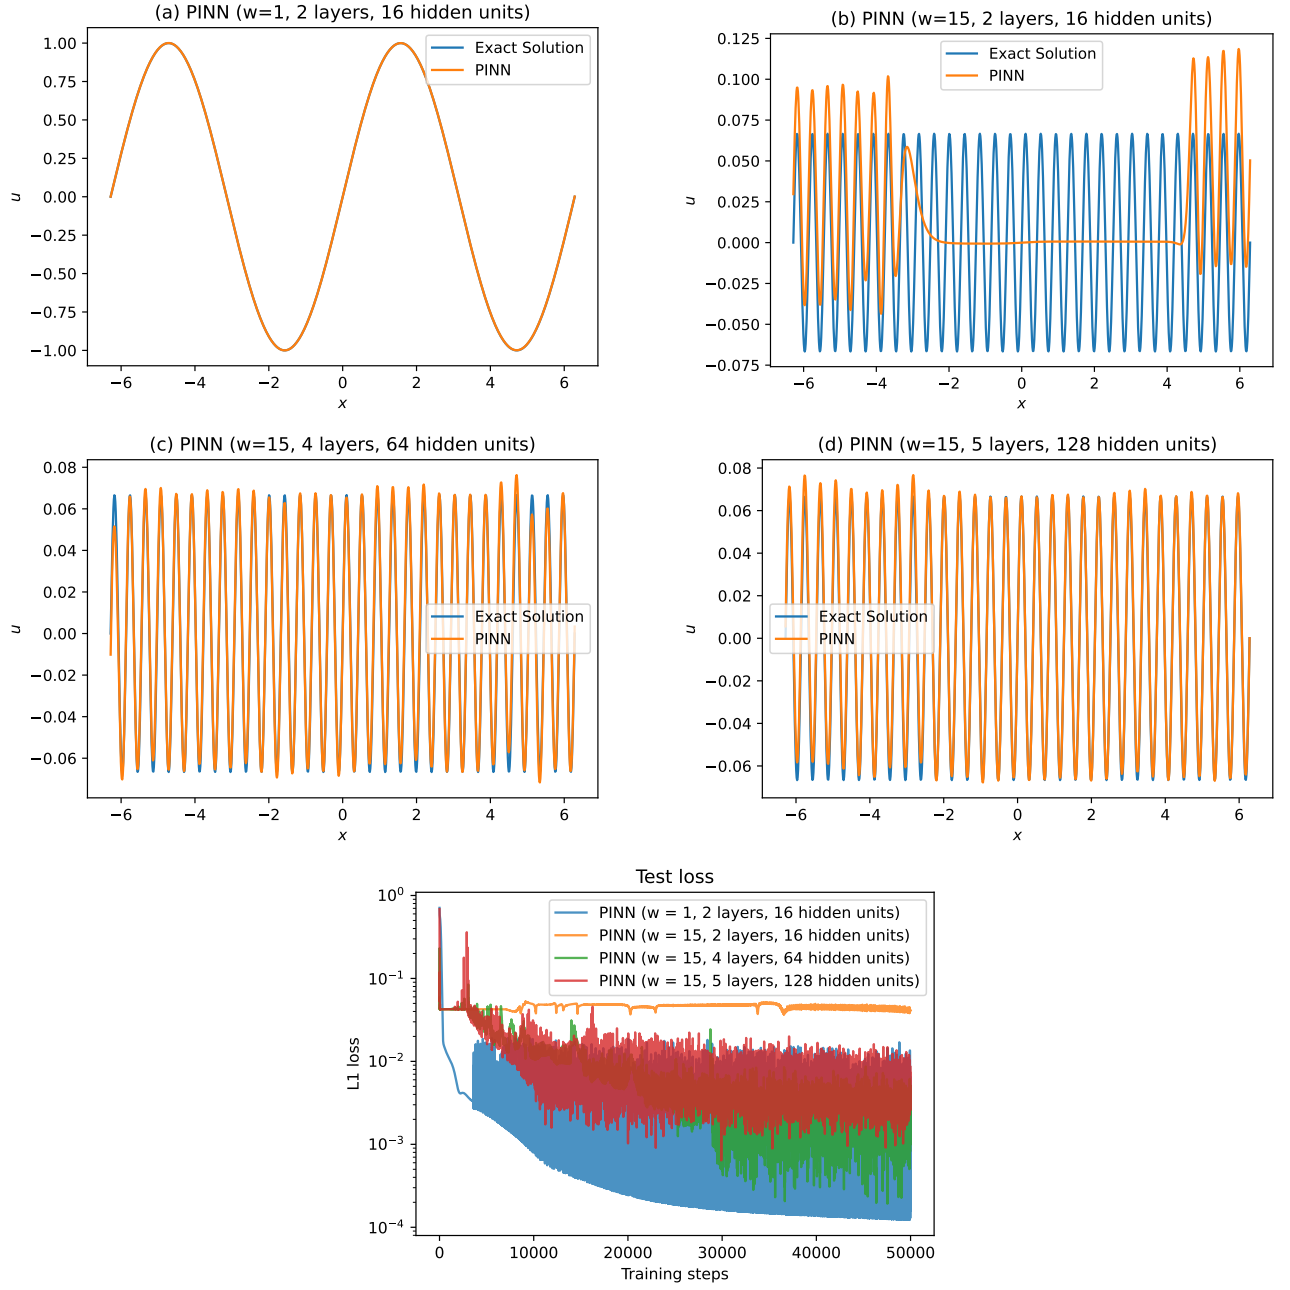 (a) PINN (w=1, 2 layers, 16 hidden units)
1.00
0.75
0.50
0.25
0.00
−0.25
−0.50
−0.75
−1.00
u
Exact Solution
PINN
−6 −4 −2 0 2 4 6
x
(b) PINN (w=15, 2 layers, 16 hidden units)
0.125
0.100
0.075
0.050
0.025
0.000
−0.025
−0.050
−0.075
u
Exact Solution
PINN
−6 −4 −2 0 2 4 6
x
(c) PINN (w=15, 4 layers, 64 hidden units)
0.08
0.06
0.04
0.02
0.00
−0.02
−0.04
−0.06
u
Exact Solution
PINN
−6 −4 −2 0 2 4 6
x
(d) PINN (w=15, 5 layers, 128 hidden units)
0.08
0.06
0.04
0.02
0.00
−0.02
−0.04
−0.06
u
Exact Solution
PINN
−6 −4 −2 0 2 4 6
x
Test loss
10⁰
10⁻¹
10⁻²
10⁻³
10⁻⁴
L1 loss
PINN (w = 1, 2 layers, 16 hidden units)
PINN (w = 15, 2 layers, 16 hidden units)
PINN (w = 15, 4 layers, 64 hidden units)
PINN (w = 15, 5 layers, 128 hidden units)
0 10000 20000 30000 40000 50000
Training steps